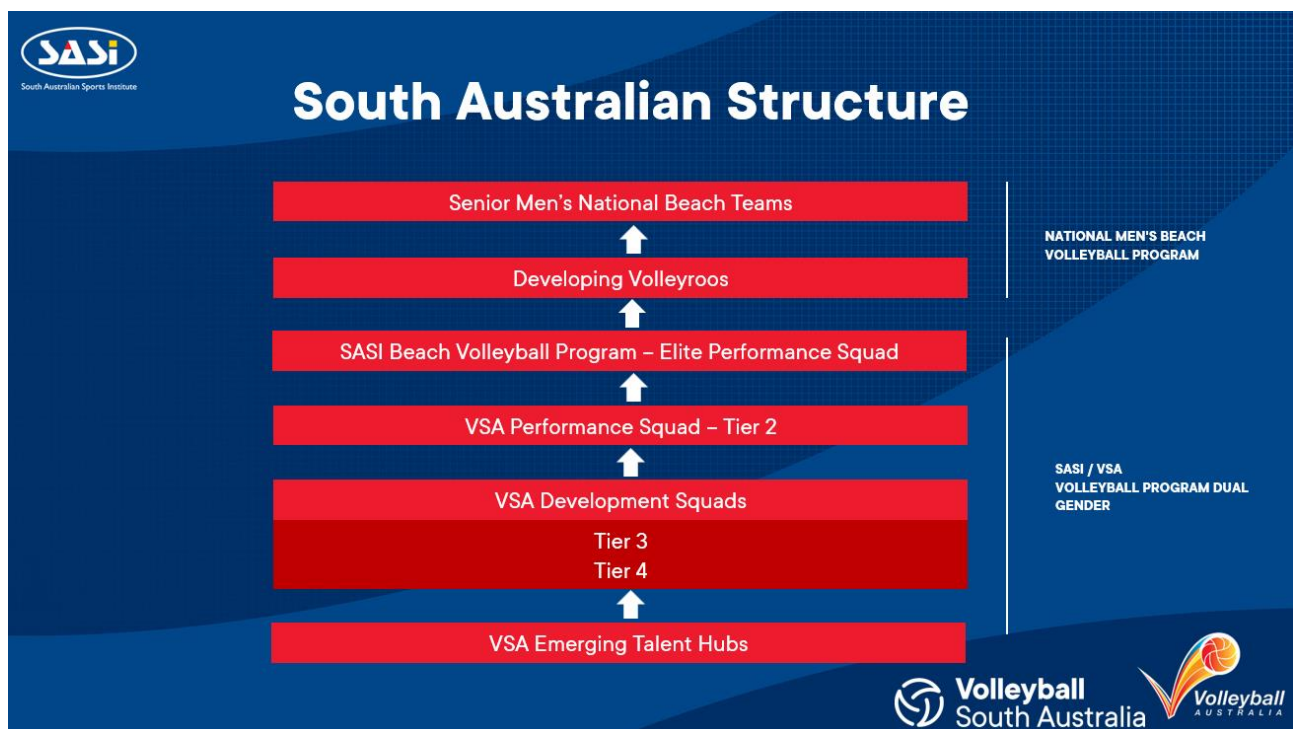 SASi
South Australian Sports Institute
South Australian Structure
Senior Men's National Beach Teams
Developing Volleyroos
SASI Beach Volleyball Program – Elite Performance Squad
VSA Performance Squad – Tier 2
VSA Development Squads
Tier 3
Tier 4
VSA Emerging Talent Hubs
NATIONAL MEN'S BEACH
VOLLEYBALL PROGRAM
SASI / VSA
VOLLEYBALL PROGRAM DUAL
GENDER
Volleyball
South Australia
Volleyball
AUSTRALIA